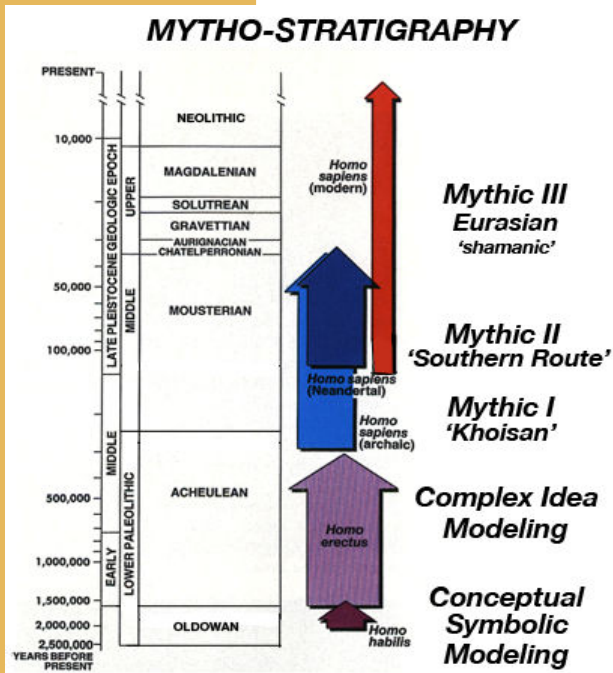 MYTHO-STRATIGRAPHY
PRESENT
10,000
50,000
100,000
500,000
1,000,000
1,500,000
2,000,000
2,500,000
YEARS BEFORE
PRESENT
LATE PLEISTOCENE GEOLOGIC EPOCH
MIDDLE
EARLY
UPPER
MIDDLE
LOWER PALEOLITHIC
NEOLITHIC
MAGDALENIAN
SOLUTREAN
GRAVETTIAN
AURIGNACIAN
CHATELPERRONIAN
MOUSTERIAN
ACHEULEAN
OLDOWAN
Homo
sapiens
(modern)
Homo sapiens
(Neandertal)
Homo
sapiens
(archaic)
Homo
erectus
Homo
habilis
Mythic III
Eurasian
‘shamanic’
Mythic II
‘Southern Route’
Mythic I
‘Khoisan’
Complex Idea
Modeling
Conceptual
Symbolic
Modeling